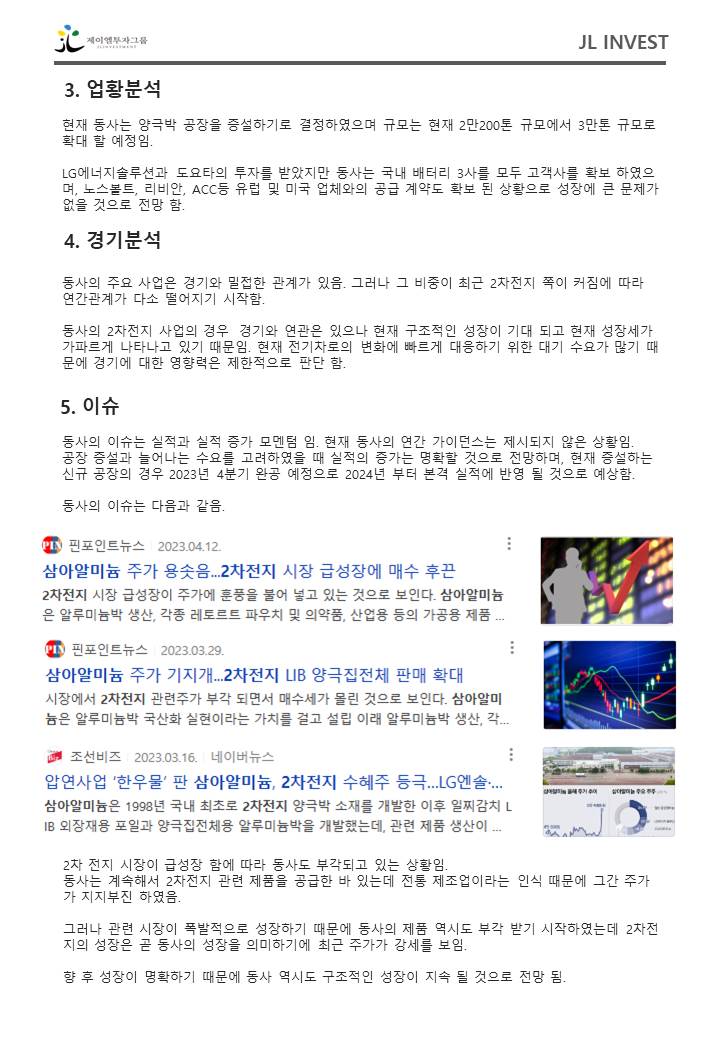 제이엘투자그룹
JLINVESTMENT
JL INVEST
3. 업황분석
현재 동사는 양극박 공장을 증설하기로 결정하였으며 규모는 현재 2만200톤 규모에서 3만톤 규모로
확대 할 예정임.
LG에너지솔루션과 도요타의 투자를 받았지만 동사는 국내 배터리 3사를 모두 고객사를 확보 하였으
며, 노스볼트, 리비안, ACC등 유럽 및 미국 업체와의 공급 계약도 확보 된 상황으로 성장에 큰 문제가
없을 것으로 전망 함.
4. 경기분석
동사의 주요 사업은 경기와 밀접한 관계가 있음. 그러나 그 비중이 최근 2차전지 쪽이 커짐에 따라
연간관계가 다소 떨어지기 시작함.
동사의 2차전지 사업의 경우 경기와 연관은 있으나 현재 구조적인 성장이 기대 되고 현재 성장세가
가파르게 나타나고 있기 때문임. 현재 전기차로의 변화에 빠르게 대응하기 위한 대기 수요가 많기 때
문에 경기에 대한 영향력은 제한적으로 판단 함.
5. 이슈
동사의 이슈는 실적과 실적 증가 모멘텀 임. 현재 동사의 연간 가이던스는 제시되지 않은 상황임.
공장 증설과 늘어나는 수요를 고려하였을 때 실적의 증가는 명확할 것으로 전망하며, 현재 증설하는
신규 공장의 경우 2023년 4분기 완공 예정으로 2024년 부터 본격 실적에 반영 될 것으로 예상함.
동사의 이슈는 다음과 같음.
PIN 핀포인트뉴스 2023.04.12.
삼아알미늄 주가 용솟음...2차전지 시장 급성장에 매수 후끈
2차전지 시장 급성장이 주가에 훈풍을 불어 넣고 있는 것으로 보인다. 삼아알미늄
은 알루미늄박 생산, 각종 레토르트 파우치 및 의약품, 산업용 등의 가공용 제품 ...
PIN 핀포인트뉴스 2023.03.29.
삼아알미늄 주가 기지개...2차전지 LIB 양극집전체 판매 확대
시장에서 2차전지 관련주가 부각 되면서 매수세가 몰린 것으로 보인다. 삼아알미
늄은 알루미늄박 국산화 실현이라는 가치를 걸고 설립 이래 알루미늄박 생산, 각...
조선비즈 2023.03.16. 네이버뉴스
압연사업 ‘한우물’ 판 삼아알미늄, 2차전지 수혜주 등극...LG엔솔·...
삼아알미늄은 1998년 국내 최초로 2차전지 양극박 소재를 개발한 이후 일찌감치 L
IB 외장재용 포일과 양극집전체용 알루미늄박을 개발했는데, 관련 제품 생산이 ...
삼아알미늄 올해 주가 추이
삼아알미늄 주요 주주
2차 전지 시장이 급성장 함에 따라 동사도 부각되고 있는 상황임.
동사는 계속해서 2차전지 관련 제품을 공급한 바 있는데 전통 제조업이라는 인식 때문에 그간 주가
가 지지부진 하였음.
그러나 관련 시장이 폭발적으로 성장하기 때문에 동사의 제품 역시도 부각 받기 시작하였는데 2차전
지의 성장은 곧 동사의 성장을 의미하기에 최근 주가가 강세를 보임.
향 후 성장이 명확하기 때문에 동사 역시도 구조적인 성장이 지속 될 것으로 전망 됨.